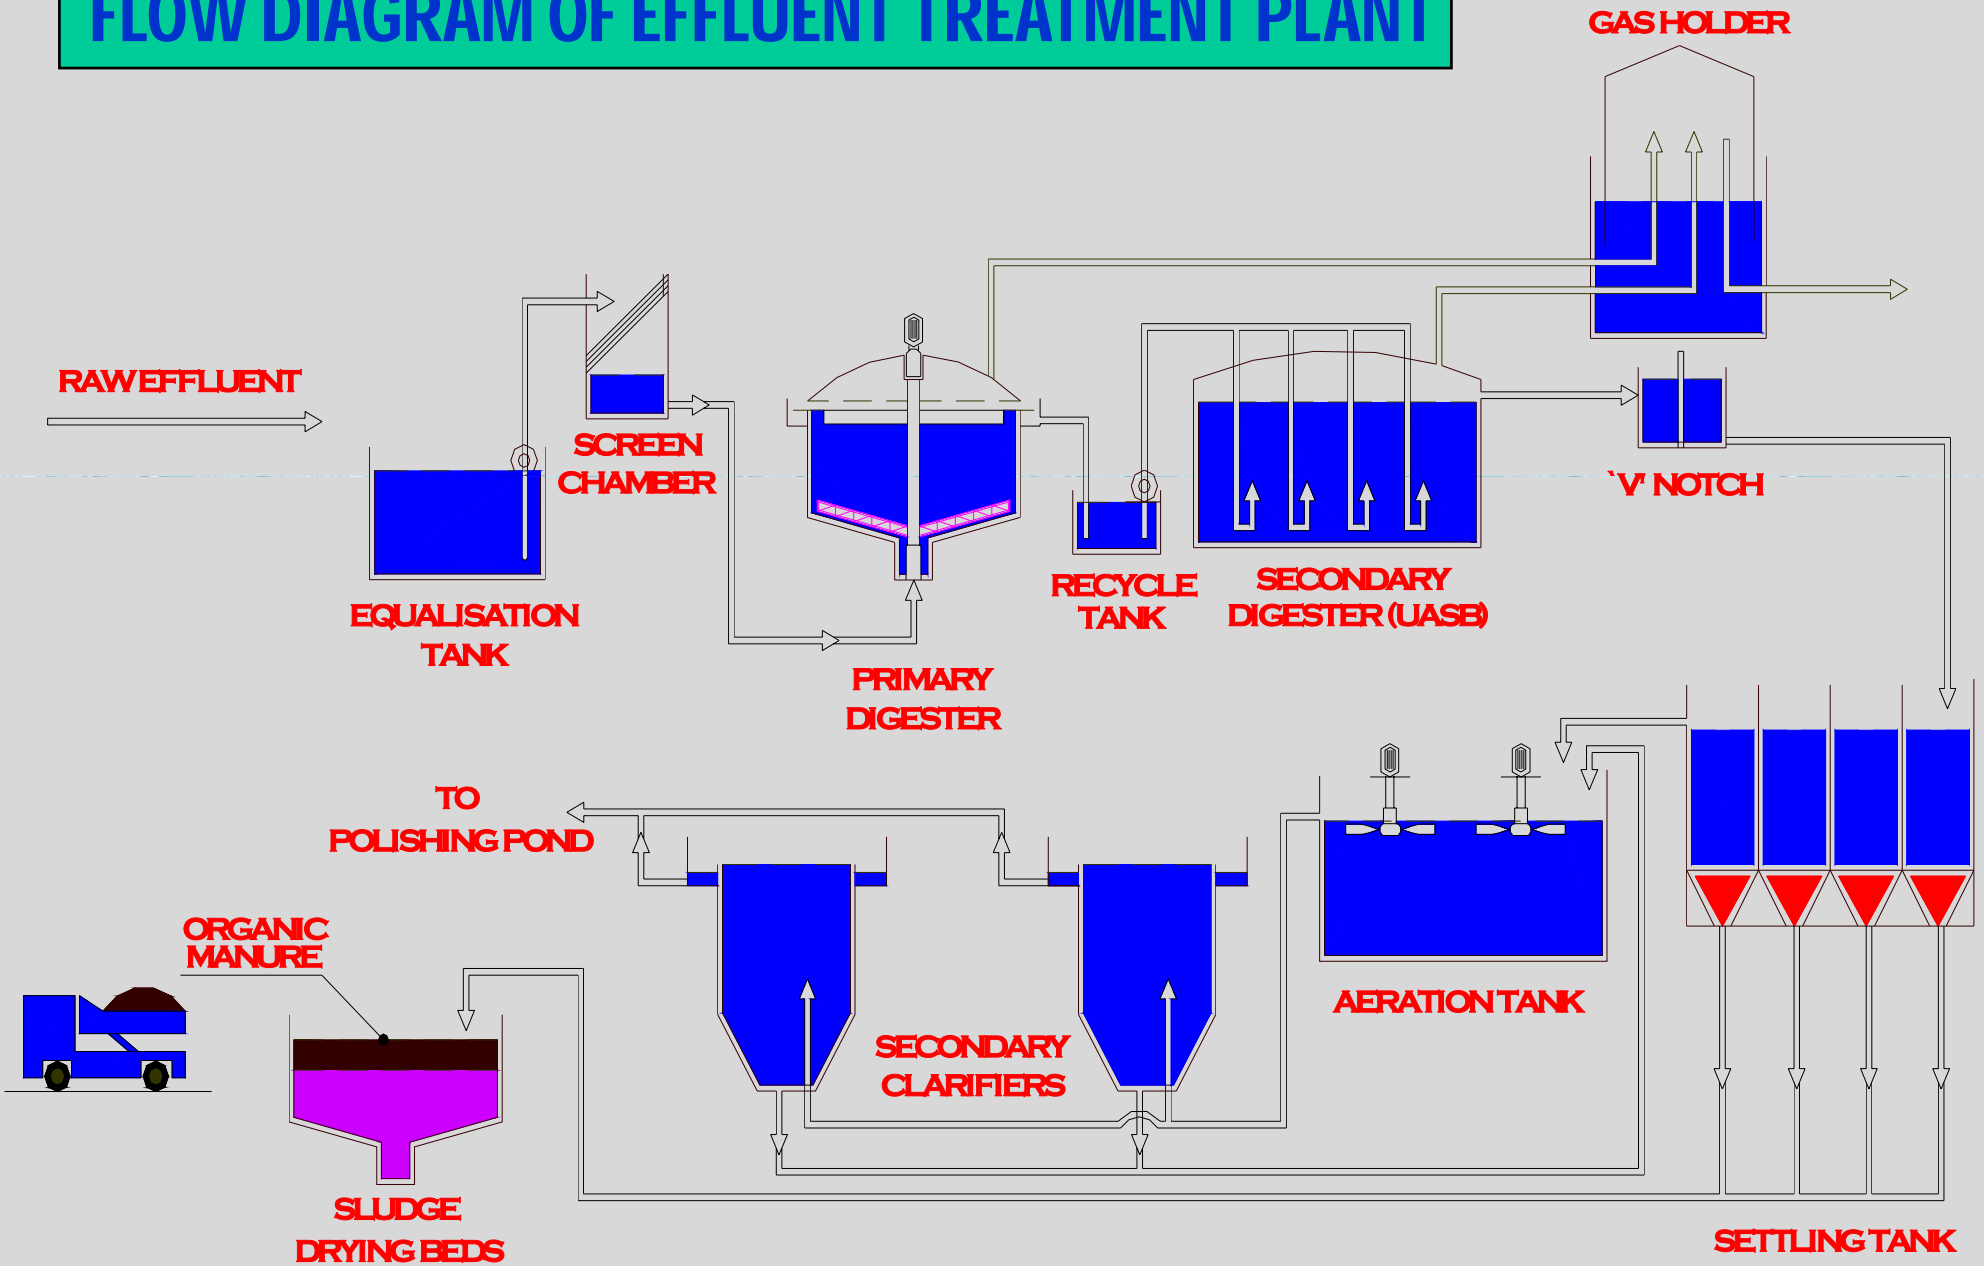 FLOW DIAGRAM OF EFFLUENT TREATMENT PLANT
GAS HOLDER
RAW EFFLUENT
SCREEN
CHAMBER
'V' NOTCH
EQUALISATION
TANK
RECYCLE
TANK
SECONDARY
DIGESTER (UASB)
PRIMARY
DIGESTER
TO
POLISHING POND
ORGANIC
MANURE
AERATION TANK
SECONDARY
CLARIFIERS
SLUDGE
DRYING BEDS
SETTLING TANK